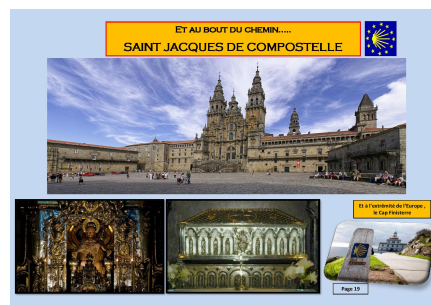 ET AU BOUT DU CHEMIN.....
SAINT JACQUES DE COMPOSTELLE
Et à l'extrémité de l'Europe ,
le Cap Finisterre
Page 19